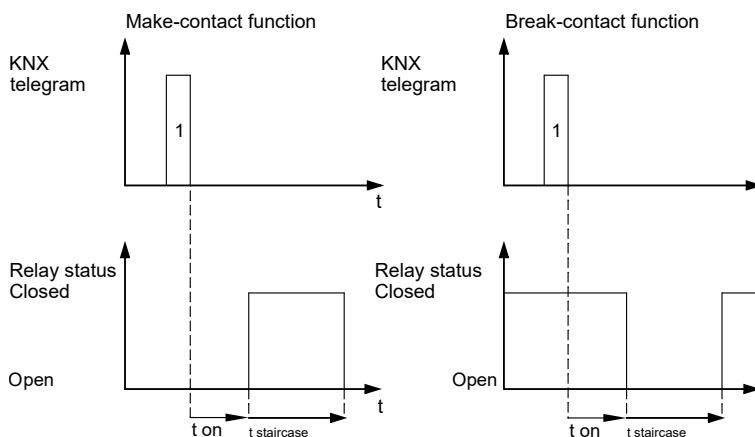 Make-contact function
Break-contact function
KNX
telegram
1
t
KNX
telegram
1
Relay status
Closed
Open
t
t on
t staircase
Relay status
Closed
Open
t on
t staircase